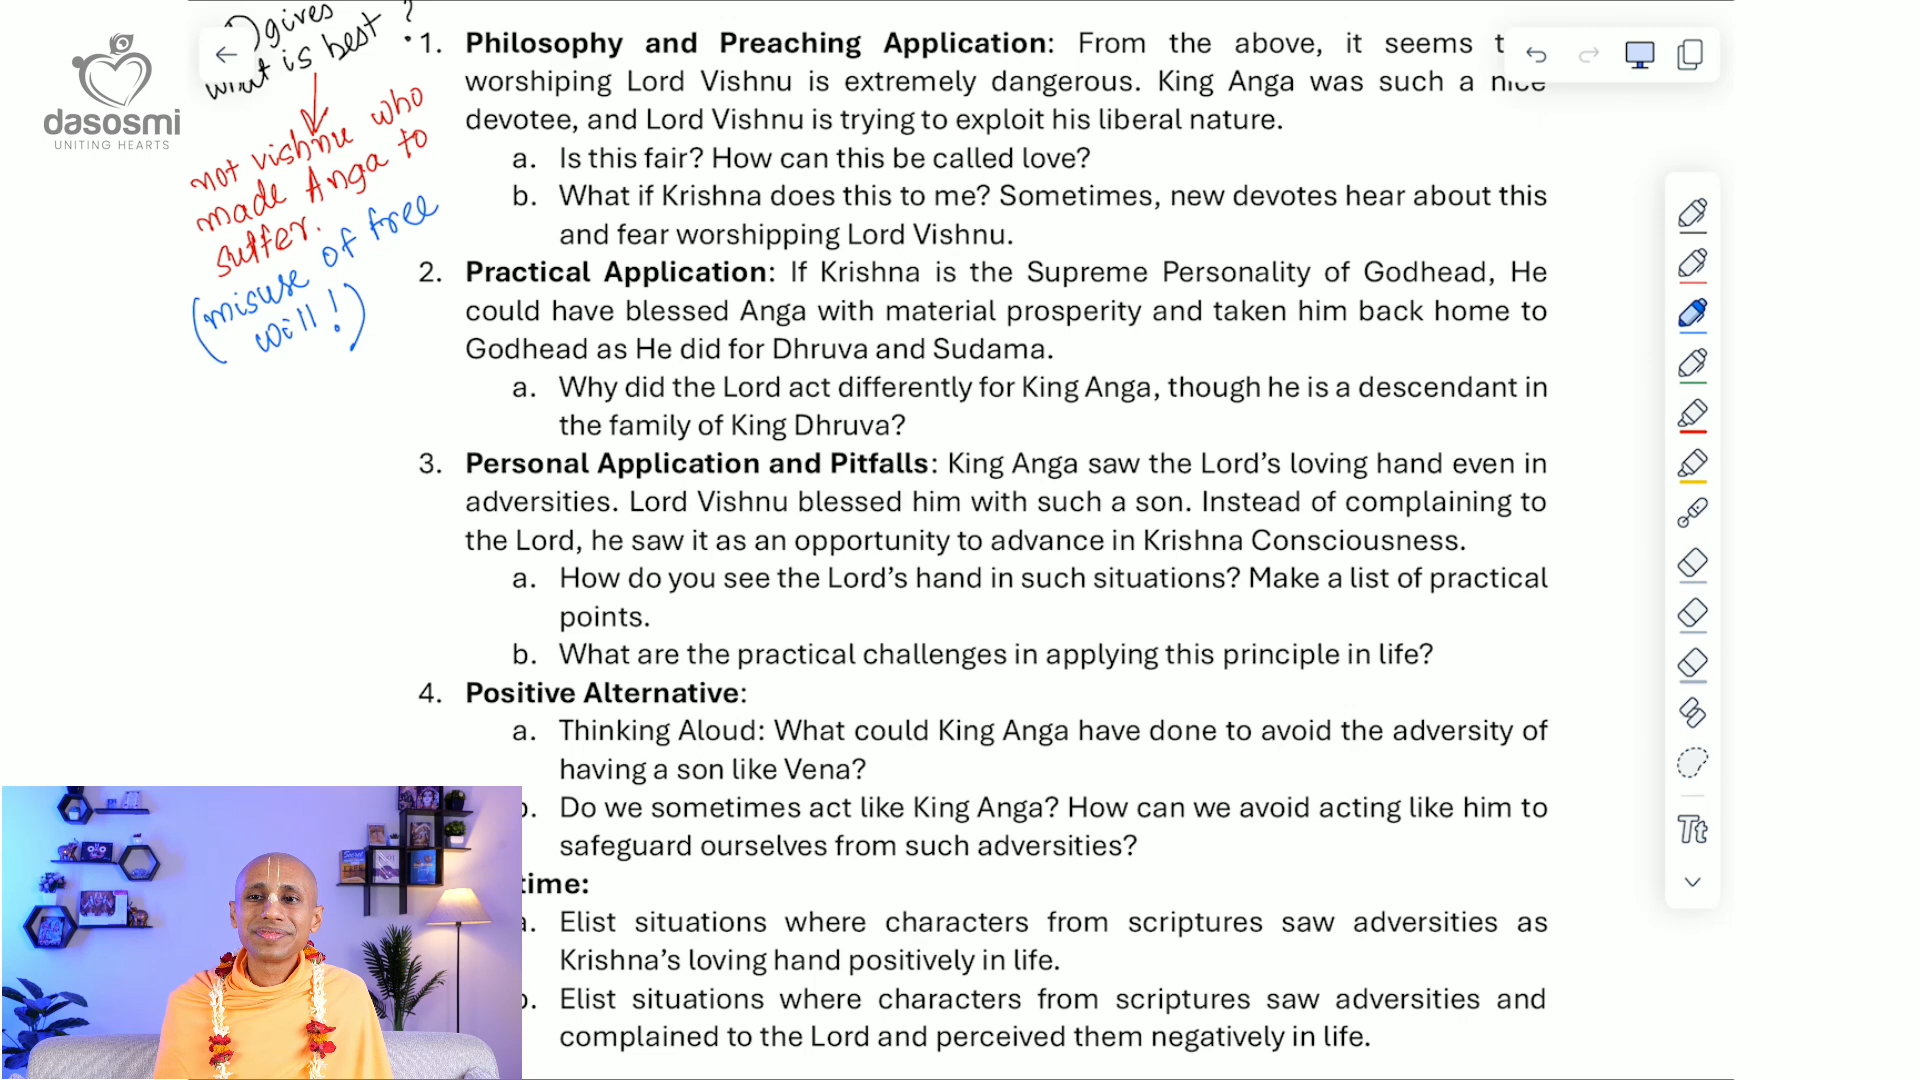 gives
what is best ?
not vishnu who
made Anga to
suffer.
(misuse of free
will!)
dasosmi
UNITING HEARTS
1. Philosophy and Preaching Application: From the above, it seems t
worshiping Lord Vishnu is extremely dangerous. King Anga was such a nice
devotee, and Lord Vishnu is trying to exploit his liberal nature.
a. Is this fair? How can this be called love?
b. What if Krishna does this to me? Sometimes, new devotes hear about this
and fear worshipping Lord Vishnu.
2. Practical Application: If Krishna is the Supreme Personality of Godhead, He
could have blessed Anga with material prosperity and taken him back home to
Godhead as He did for Dhruva and Sudama.
a. Why did the Lord act differently for King Anga, though he is a descendant in
the family of King Dhruva?
3. Personal Application and Pitfalls: King Anga saw the Lord's loving hand even in
adversities. Lord Vishnu blessed him with such a son. Instead of complaining to
the Lord, he saw it as an opportunity to advance in Krishna Consciousness.
a. How do you see the Lord's hand in such situations? Make a list of practical
points.
b. What are the practical challenges in applying this principle in life?
4. Positive Alternative:
a. Thinking Aloud: What could King Anga have done to avoid the adversity of
having a son like Vena?
. Do we sometimes act like King Anga? How can we avoid acting like him to
safeguard ourselves from such adversities?
time:
. Elist situations where characters from scriptures saw adversities as
Krishna's loving hand positively in life.
. Elist situations where characters from scriptures saw adversities and
complained to the Lord and perceived them negatively in life.
Tt